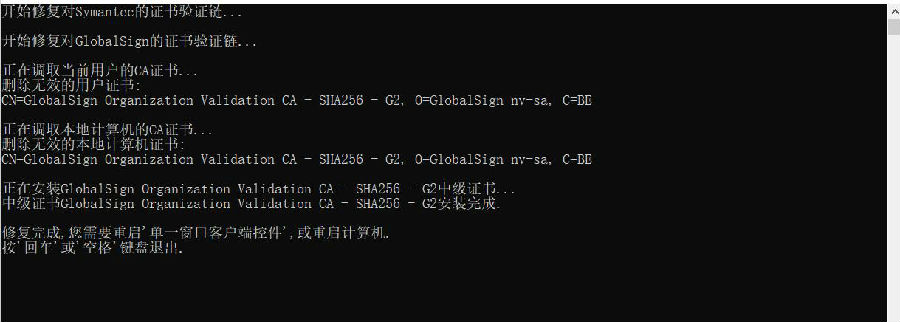 开始修复对Symantec的证书验证链...
开始修复对GlobalSign的证书验证链...
正在调取当前用户的CA证书...
删除无效的用户证书:
CN=GlobalSign Organization Validation CA - SHA256 - G2, O=GlobalSign nv-sa, C=BE
正在调取本地计算机的CA证书...
删除无效的本地计算机证书:
CN=GlobalSign Organization Validation CA - SHA256 - G2, O=GlobalSign nv-sa, C=BE
正在安装GlobalSign Organization Validation CA - SHA256 - G2中级证书...
中级证书GlobalSign Organization Validation CA - SHA256 - G2安装完成.
修复完成,您需要重启'单一窗口客户端控件',或重启计算机.
按'回车'或'空格'键盘退出.